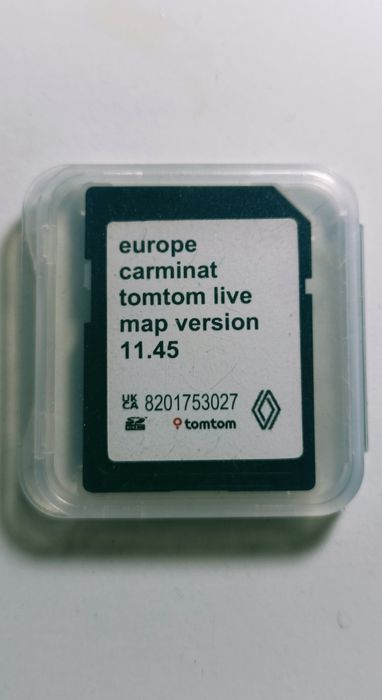 europe
carminat
tomtom live
map version
11.45
UK
CA 8201753027
tomtom